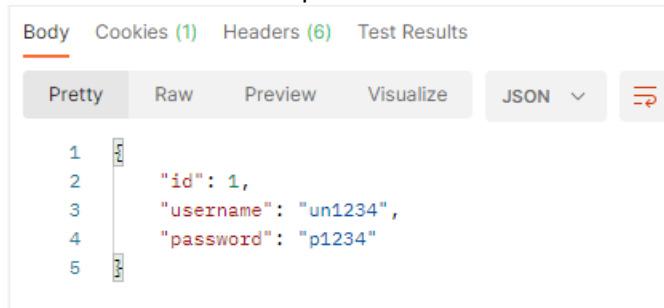 Body Cookies (1) Headers (6) Test Results
Pretty Raw Preview Visualize JSON
1 {
2 "id": 1,
3 "username": "un1234",
4 "password": "p1234"
5 }